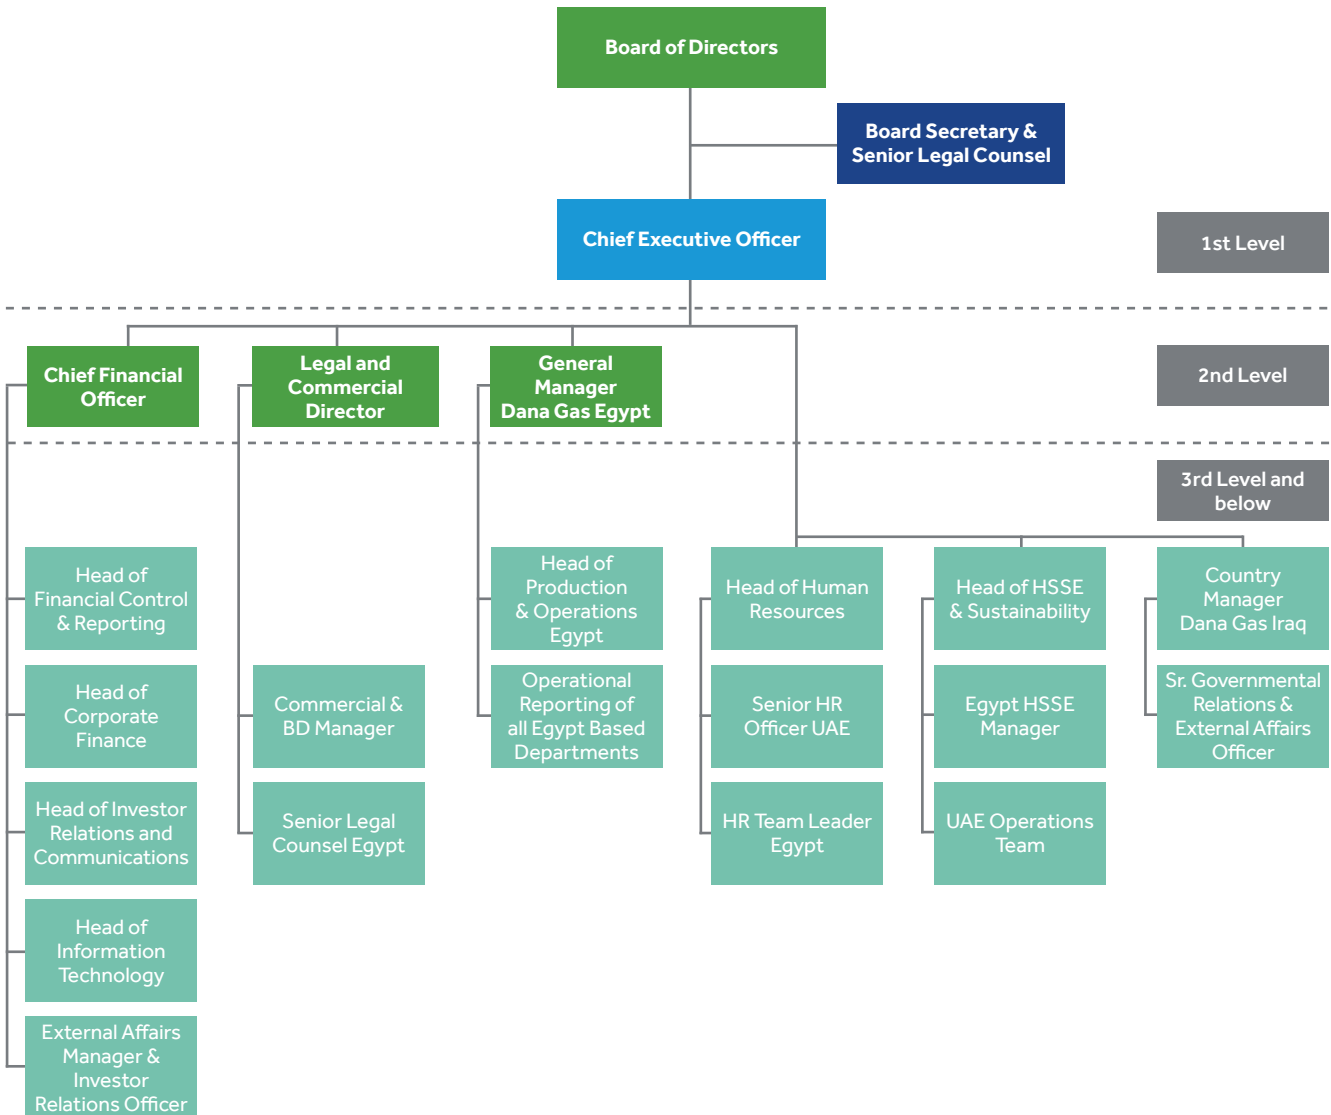 Board of Directors
Board Secretary &
Senior Legal Counsel
Chief Executive Officer
1st Level
Chief Financial
Officer
Legal and
Commercial
Director
General
Manager
Dana Gas Egypt
2nd Level
3rd Level and
below
Head of
Financial Control
& Reporting
Head of
Production
& Operations
Egypt
Head of Human
Resources
Head of HSSE
& Sustainability
Country
Manager
Dana Gas Iraq
Head of
Corporate
Finance
Commercial &
BD Manager
Operational
Reporting of
all Egypt Based
Departments
Senior HR
Officer UAE
Egypt HSSE
Manager
Sr. Governmental
Relations &
External Affairs
Officer
Head of Investor
Relations and
Communications
Senior Legal
Counsel Egypt
HR Team Leader
Egypt
UAE Operations
Team
Head of
Information
Technology
External Affairs
Manager &
Investor
Relations Officer